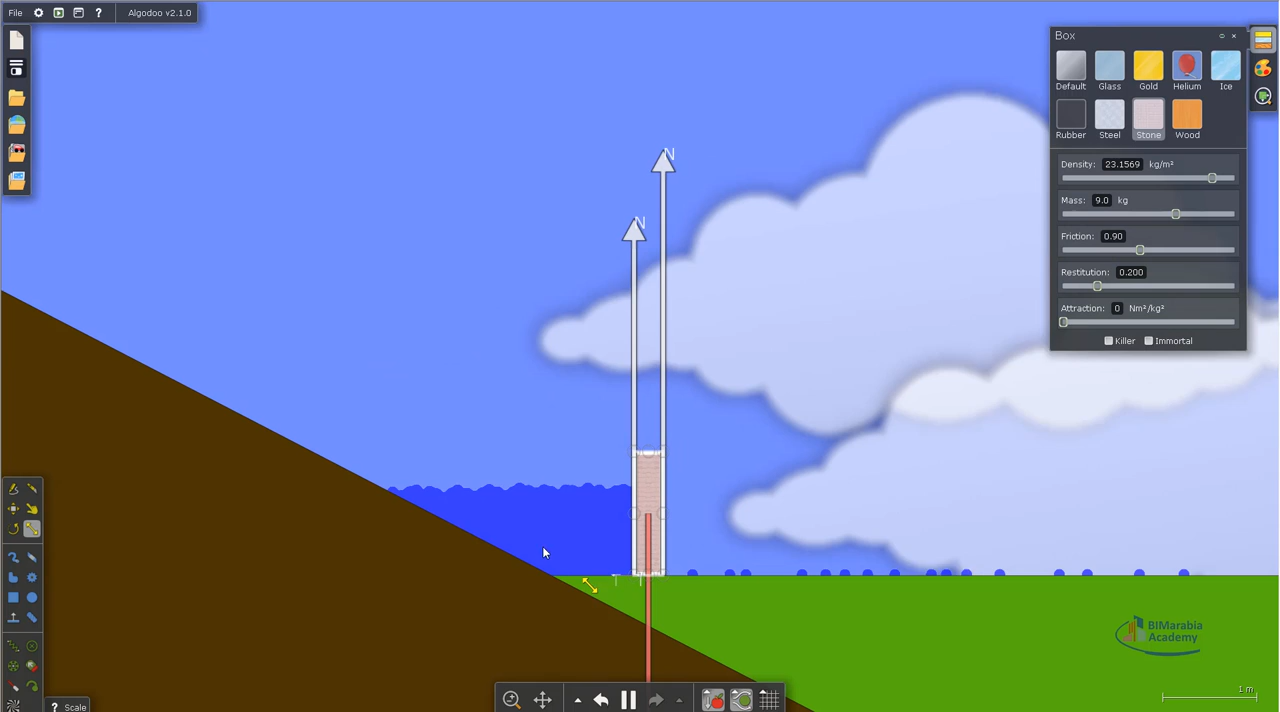 File ? Algodoo v2.1.0
Box
Default Glass Gold Helium Ice
Rubber Steel Stone Wood
Density: 23.1569 kg/m²
Mass: 9.0 kg
Friction: 0.90
Restitution: 0.200
Attraction: 0 Nm²/kg²
Killer Immortal
N
N
T T
BIMarabia
Academy
1 m
? Scale